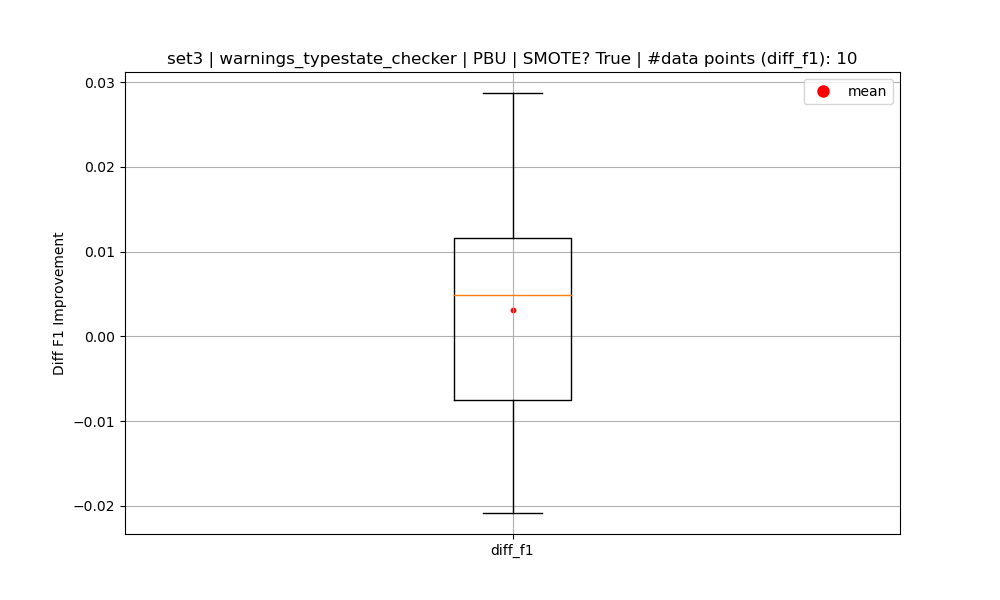 set3 | warnings_typestate_checker | PBU | SMOTE? True | #data points (diff_f1): 10
mean
0.03
0.02
0.01
0.00
−0.01
−0.02
Diff F1 Improvement
diff_f1